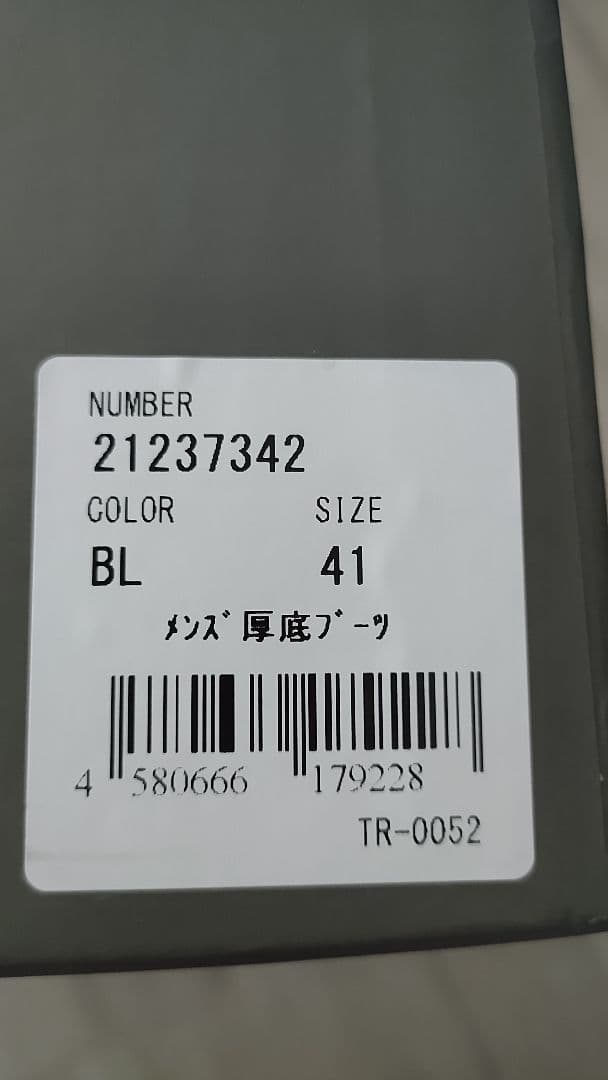 NUMBER
21237342
COLOR SIZE
BL 41
ﾒﾝｽﾞ厚底ﾌﾞｰﾂ
4 580666 179228
TR-0052